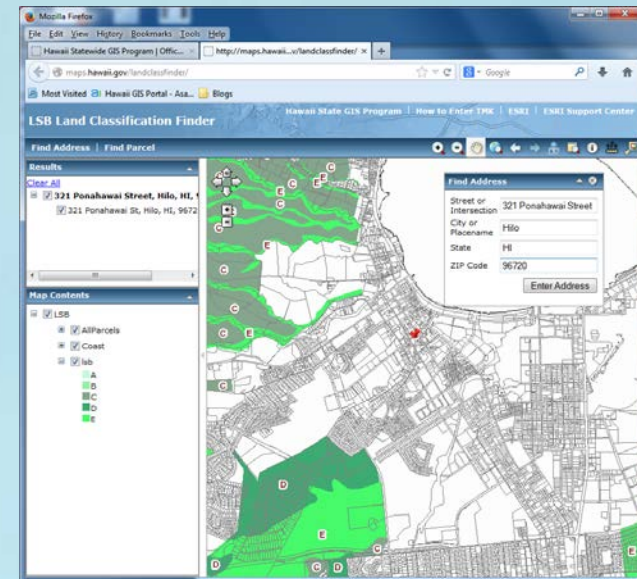 Mozilla Firefox
File Edit View History Bookmarks Tools Help
Hawaii Statewide GIS Program | Offic... × http://maps.hawaii...v/landclassfinder/ × +
maps.hawaii.gov/landclassfinder/
Google
Most Visited Hawaii GIS Portal - Asa... Blogs
Hawaii State GIS Program | How to Enter TMK | ESRI | ESRI Support Center
LSB Land Classification Finder
Find Address | Find Parcel
Results
Clear All
321 Ponahawai Street, Hilo, HI, 9
321 Ponahawai St, Hilo, HI, 9672
Map Contents
LSB
AllParcels
Coast
lsb
A
B
C
D
E
Find Address
Street or Intersection 321 Ponahawai Street
City or Placename Hilo
State HI
ZIP Code 96720
Enter Address
C
C
E
C
E
C
E
C
E
C
E
C
C
C
D
E
C
D
C
D
C
E